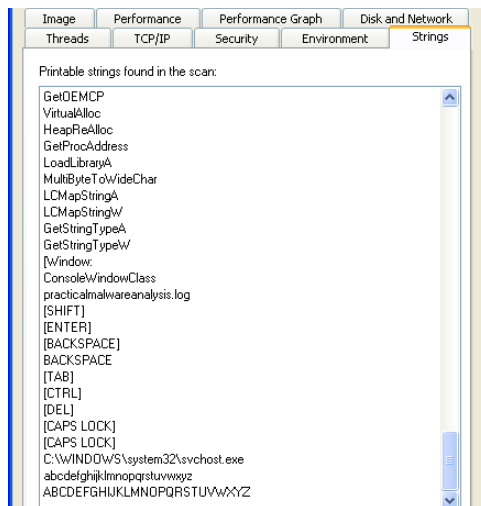 Image Performance Performance Graph Disk and Network
Threads TCP/IP Security Environment Strings
Printable strings found in the scan:
GetOEMCP
VirtualAlloc
HeapReAlloc
GetProcAddress
LoadLibraryA
MultiByteToWideChar
LCMapStringA
LCMapStringW
GetStringTypeA
GetStringTypeW
[Window:
ConsoleWindowClass
practicalmalwareanalysis.log
[SHIFT]
[ENTER]
[BACKSPACE]
BACKSPACE
[TAB]
[CTRL]
[DEL]
[CAPS LOCK]
[CAPS LOCK]
C:\WINDOWS\system32\svchost.exe
abcdefghijklmnopqrstuvwxyz
ABCDEFGHIJKLMNOPQRSTUVWXYZ